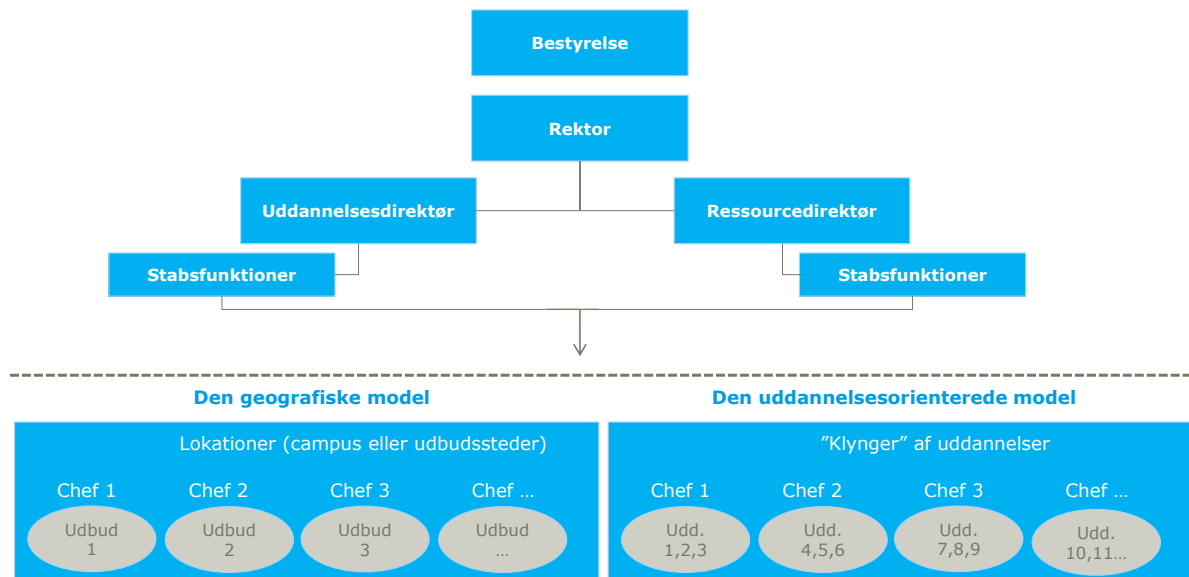 Bestyrelse
Rektor
Uddannelsesdirektør
Ressourcedirektør
Stabsfunktioner
Stabsfunktioner
Den geografiske model
Lokationer (campus eller udbudssteder)
Chef 1
Chef 2
Chef 3
Chef …
Udbud
1
Udbud
2
Udbud
3
Udbud
…
Den uddannelsesorienterede model
”Klynger” af uddannelser
Chef 1
Chef 2
Chef 3
Chef …
Udd.
1,2,3
Udd.
4,5,6
Udd.
7,8,9
Udd.
10,11…